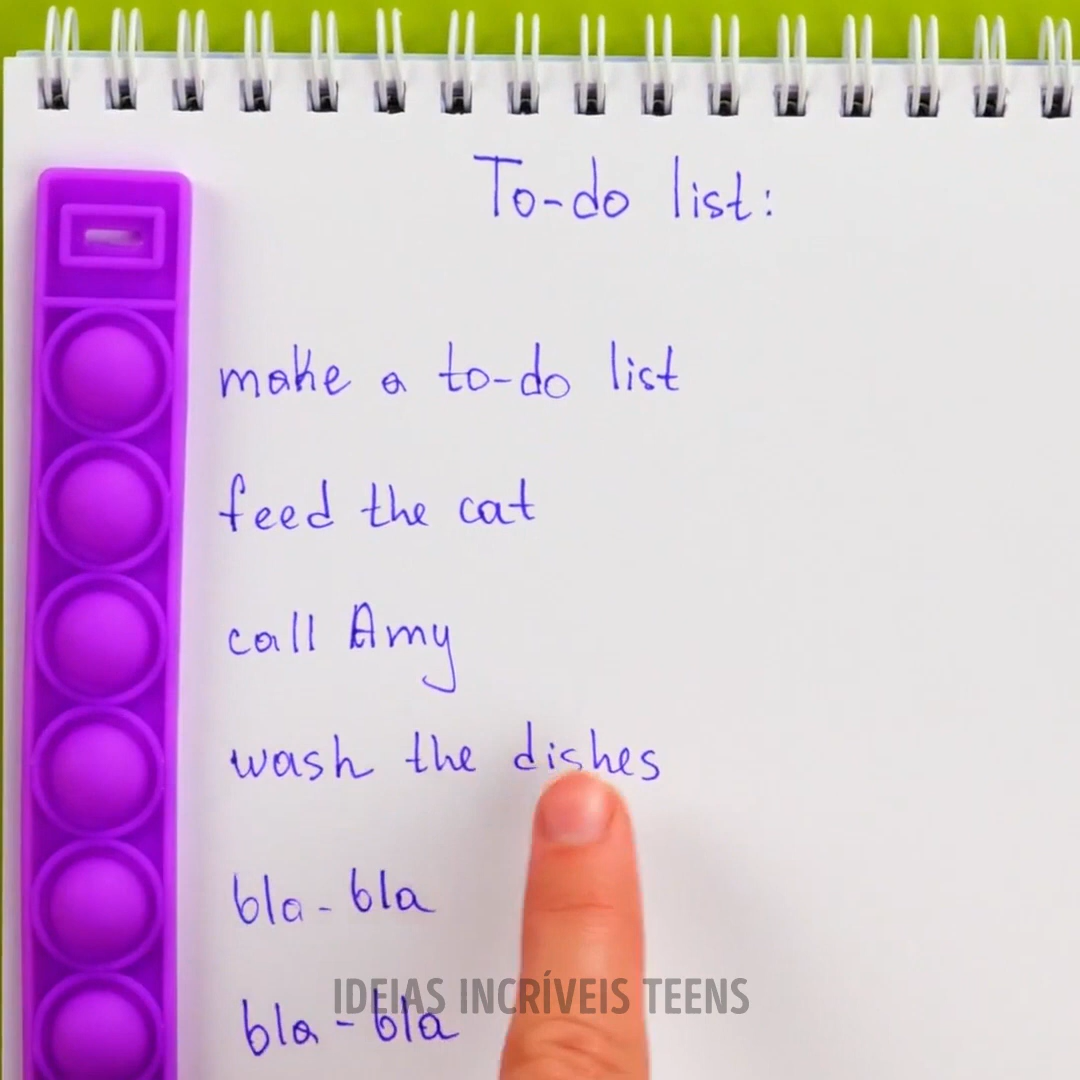 To-do list:
make a to-do list
feed the cat
call Amy
wash the dishes
bla-bla
IDEIAS INCRÍVEIS TEENS
bla-bla